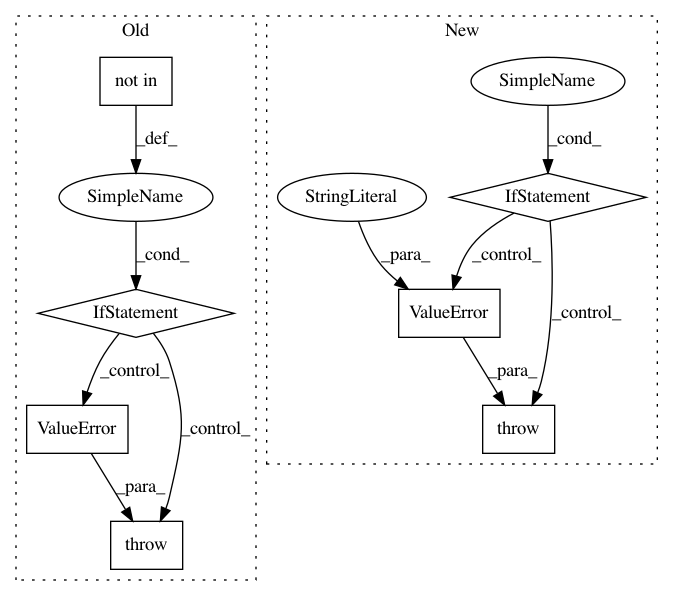 Old
New
not in
SimpleName
_def_
_cond_
SimpleName
StringLiteral
IfStatement
_cond_
_para_
_control_
IfStatement
ValueError
_control_
_control_
_control_
_para_
ValueError
throw
_para_
throw